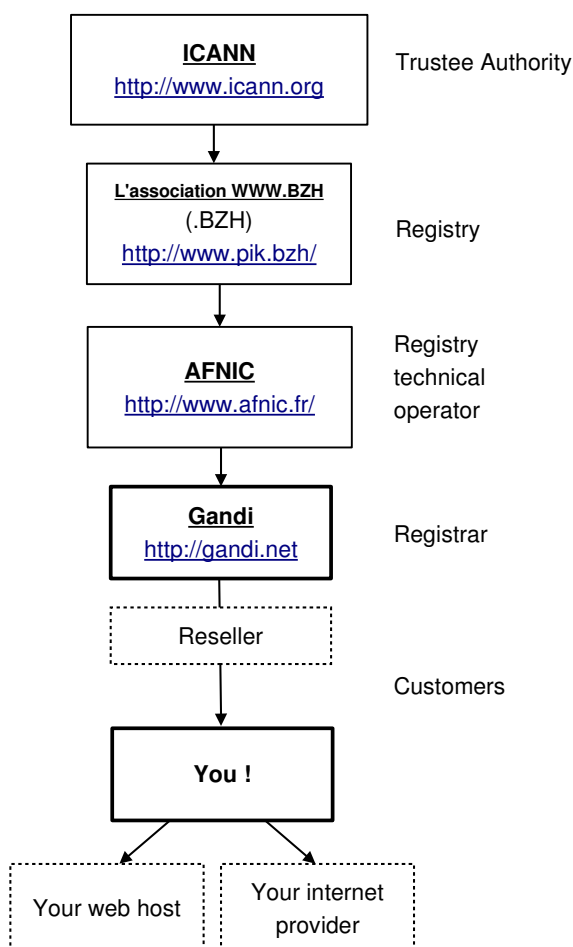 ICANN
http://www.icann.org
Trustee Authority
L'association WWW.BZH
(.BZH)
http://www.pik.bzh/
Registry
AFNIC
http://www.afnic.fr/
Registry
technical
operator
Gandi
http://gandi.net
Registrar
Reseller
Customers
You !
Your web host
Your internet
provider